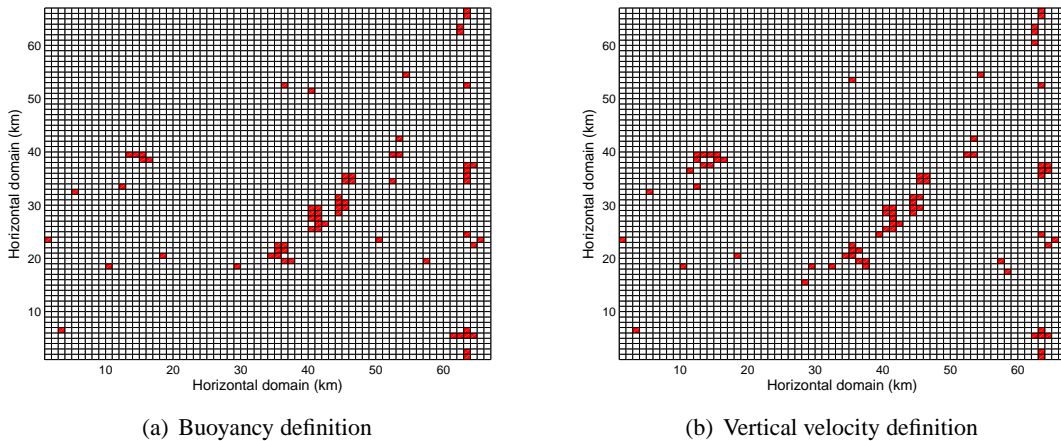 60
50
40
30
20
10
Horizontal domain (km)
10 20 30 40 50 60
Horizontal domain (km)
(a) Buoyancy definition
60
50
40
30
20
10
Horizontal domain (km)
10 20 30 40 50 60
Horizontal domain (km)
(b) Vertical velocity definition